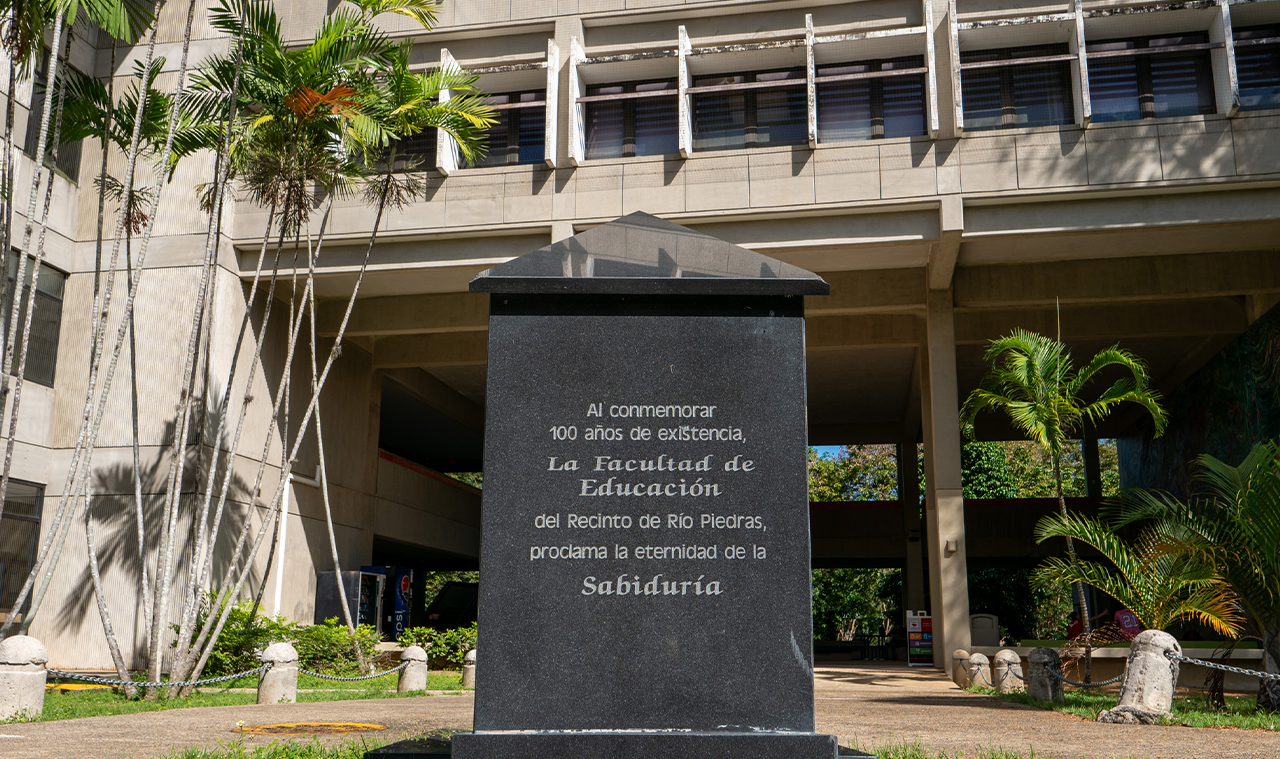 Al conmemorar
100 años de existencia,
La Facultad de
Educación
del Recinto de Río Piedras,
proclama la eternidad de la
Sabiduría
pepsi